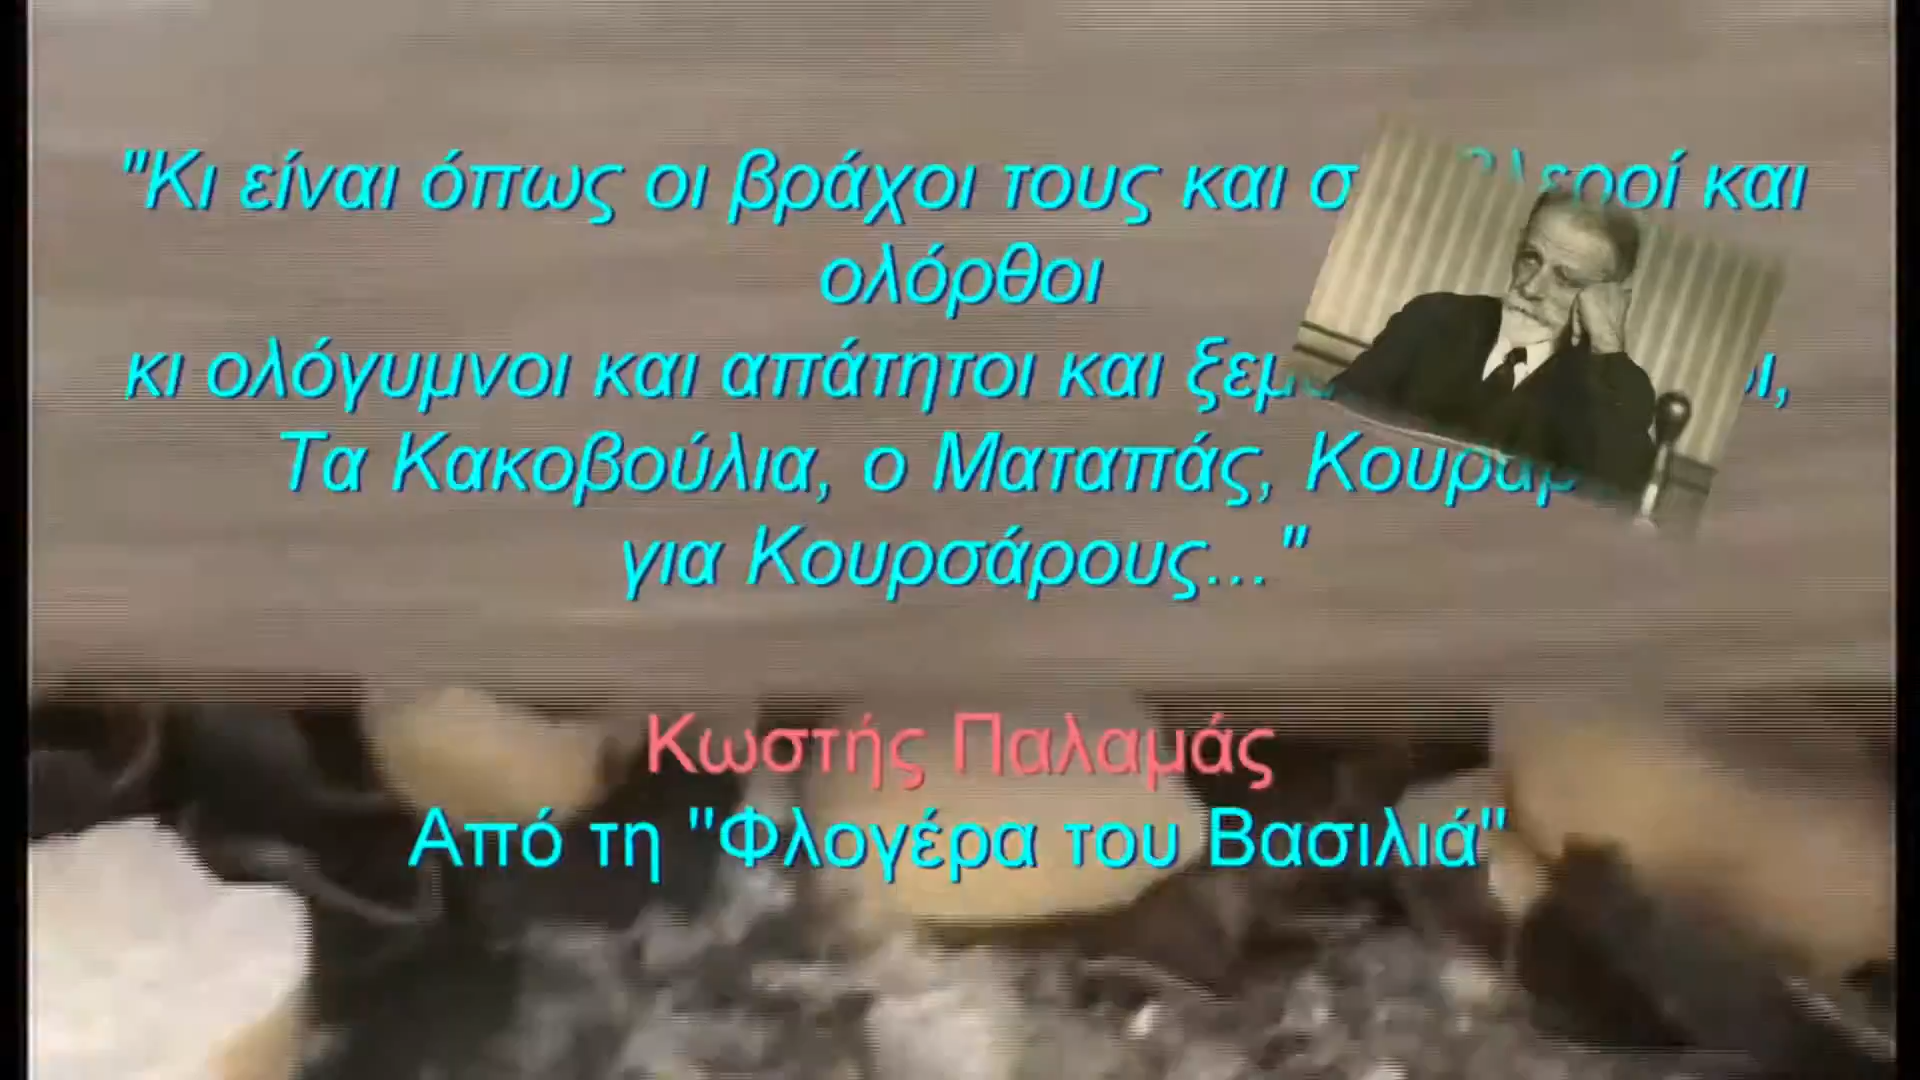 "Κι είναι όπως οι βράχοι τους και και
ολόρθοι
κι ολόγυμνοι και απάτητοι και
Τα Κακοβούλια, ο Ματαπάς,
για Κουρσάρους..."
Κωστής Παλαμάς
Από τη "Φλογέρα του Βασιλιά"